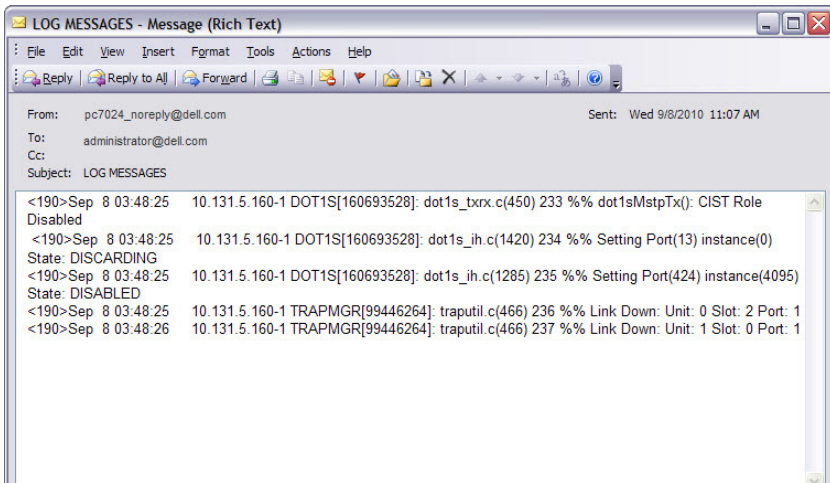 LOG MESSAGES - Message (Rich Text)
File Edit View Insert Format Tools Actions Help
Reply Reply to All Forward
From: pc7024_noreply@dell.com Sent: Wed 9/8/2010 11:07 AM
To: administrator@dell.com
Cc:
Subject: LOG MESSAGES
<190>Sep 8 03:48:25 10.131.5.160-1 DOT1S[160693528]: dot1s_txrx.c(450) 233 %% dot1sMstpTx(): CIST Role
Disabled
<190>Sep 8 03:48:25 10.131.5.160-1 DOT1S[160693528]: dot1s_ih.c(1420) 234 %% Setting Port(13) instance(0)
State: DISCARDING
<190>Sep 8 03:48:25 10.131.5.160-1 DOT1S[160693528]: dot1s_ih.c(1285) 235 %% Setting Port(424) instance(4095)
State: DISABLED
<190>Sep 8 03:48:25 10.131.5.160-1 TRAPMGR[99446264]: traputil.c(466) 236 %% Link Down: Unit: 0 Slot: 2 Port: 1
<190>Sep 8 03:48:26 10.131.5.160-1 TRAPMGR[99446264]: traputil.c(466) 237 %% Link Down: Unit: 1 Slot: 0 Port: 1